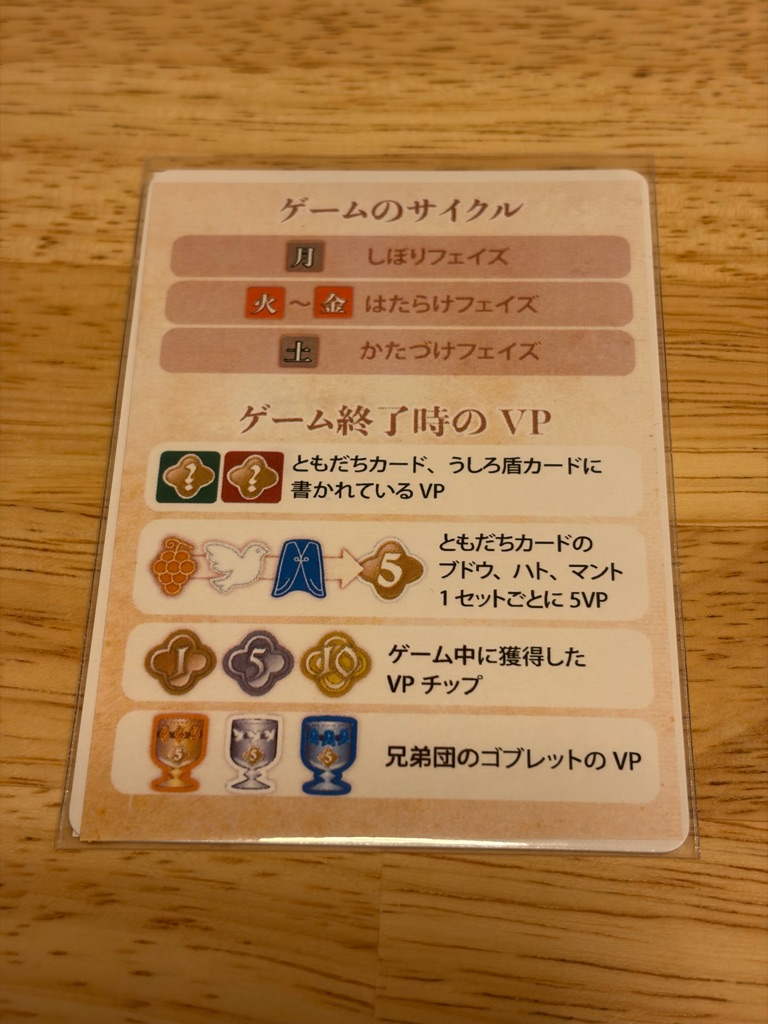 ゲームのサイクル
月 しぼりフェイズ
火〜金 はたらけフェイズ
土 かたづけフェイズ
ゲーム終了時の VP
? ? ともだちカード、うしろ盾カードに
書かれている VP
ともだちカードの
5 ブドウ、ハト、マント
1 セットごとに 5VP
1 5 10 ゲーム中に獲得した
VP チップ
5 5 5 兄弟団のゴブレットの VP